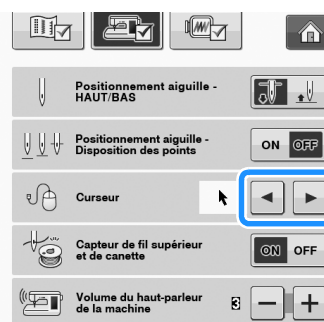 Positionnement aiguille -
HAUT/BAS
Positionnement aiguille -
Disposition des points
ON OFF
Curseur
Capteur de fil supérieur
et de canette
ON OFF
Volume du haut-parleur
de la machine
3 - +